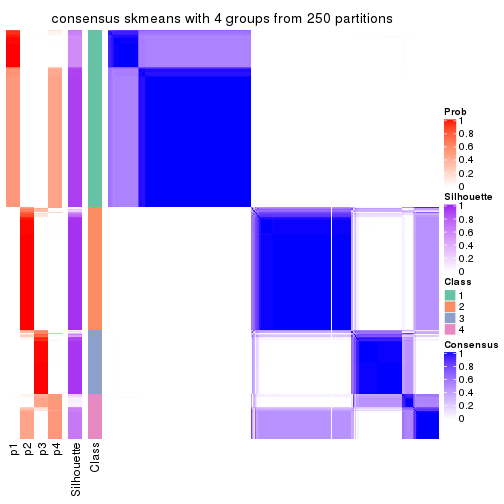 consensus skmeans with 4 groups from 250 partitions
Prob
1
0.8
0.6
0.4
0.2
0
Silhouette
1
0.8
0.6
0.4
0.2
0
Class
1
2
3
4
Consensus
1
0.8
0.6
0.4
0.2
0
p1
p2
p3
p4
Silhouette
Class